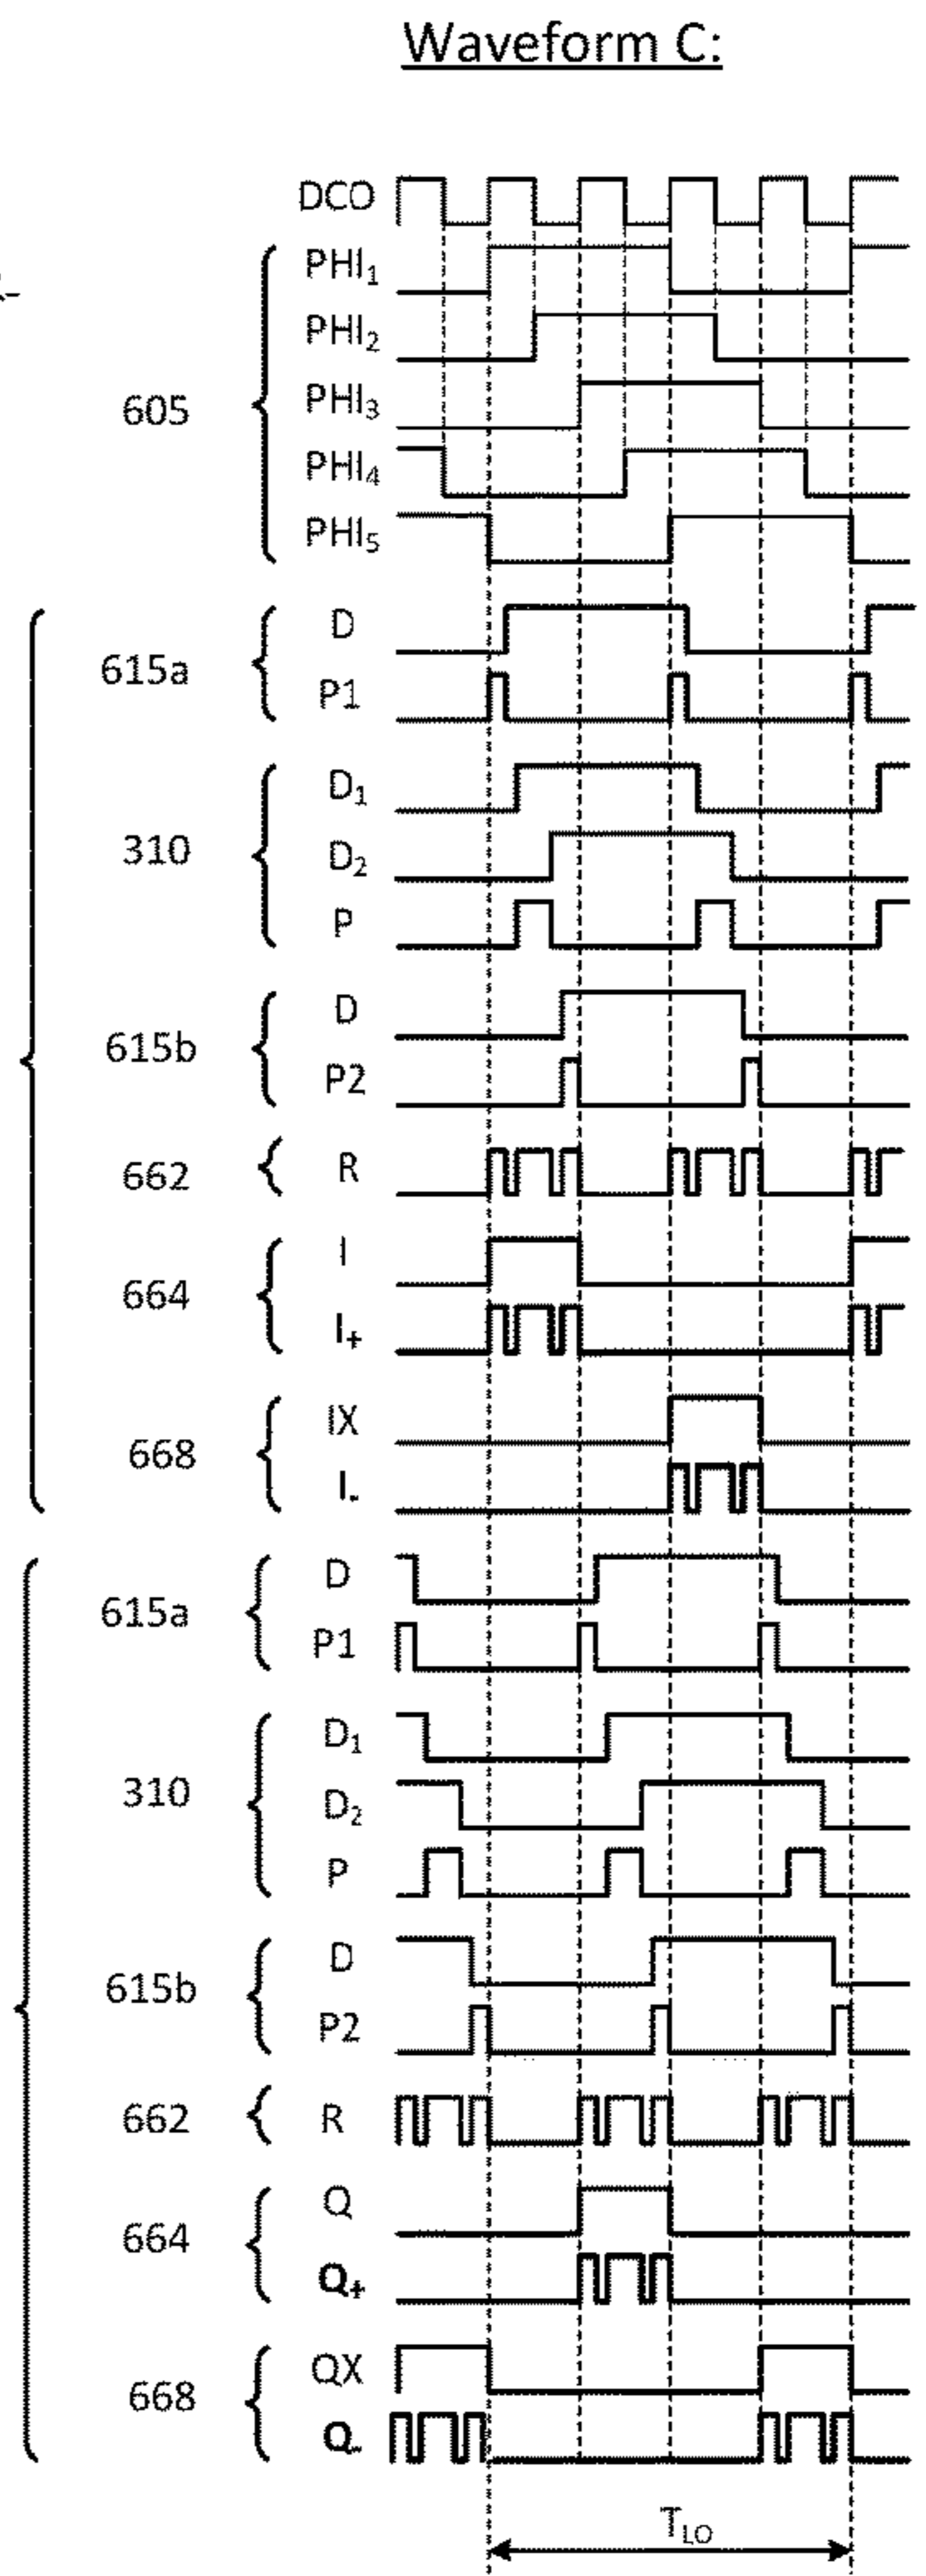 Waveform C:
DCO
PHI₁
PHI₂
605
PHI₃
PHI₄
PHI₅
D
615a
P1
D₁
310
D₂
P
D
615b
P2
662
R
I
664
I₊
IX
668
I₋
D
615a
P1
D₁
310
D₂
P
D
615b
P2
662
R
Q
664
Q₊
QX
668
Q₋
T_LO